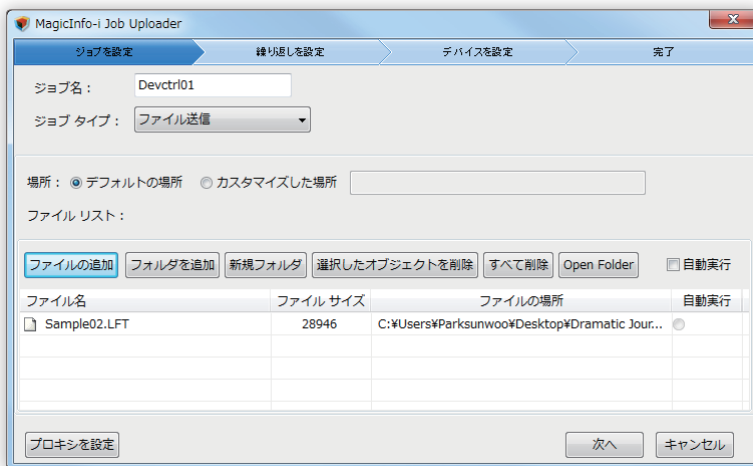 MagicInfo-i Job Uploader
ジョブを設定 繰り返しを設定 デバイスを設定 完了
ジョブ名： Devctrl01
ジョブ タイプ： ファイル送信
場所： デフォルトの場所 カスタマイズした場所
ファイル リスト：
ファイルの追加 フォルダを追加 新規フォルダ 選択したオブジェクトを削除 すべて削除 Open Folder 自動実行
ファイル名 ファイル サイズ ファイルの場所 自動実行
Sample02.LFT 28946 C:¥Users¥Parksunwoo¥Desktop¥Dramatic Jour...
プロキシを設定 次へ キャンセル